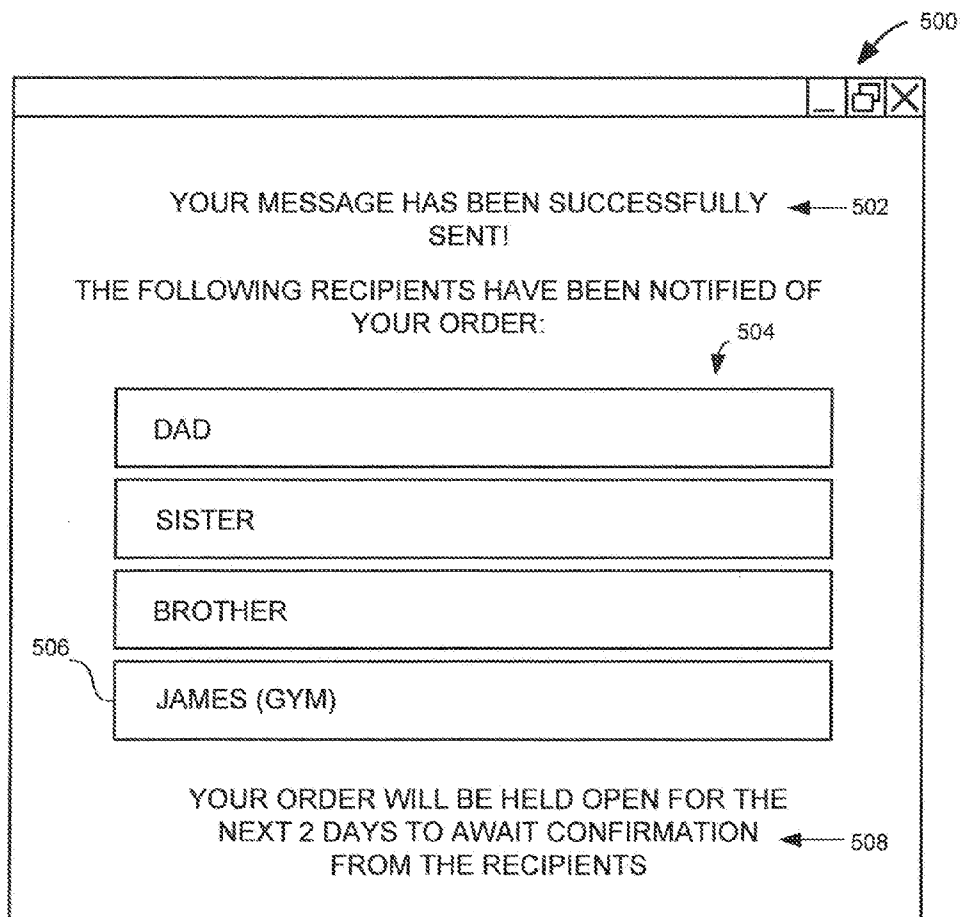 500
YOUR MESSAGE HAS BEEN SUCCESSFULLY
502
SENT!
THE FOLLOWING RECIPIENTS HAVE BEEN NOTIFIED OF
YOUR ORDER:
504
DAD
SISTER
BROTHER
506
JAMES (GYM)
YOUR ORDER WILL BE HELD OPEN FOR THE
NEXT 2 DAYS TO AWAIT CONFIRMATION
508
FROM THE RECIPIENTS